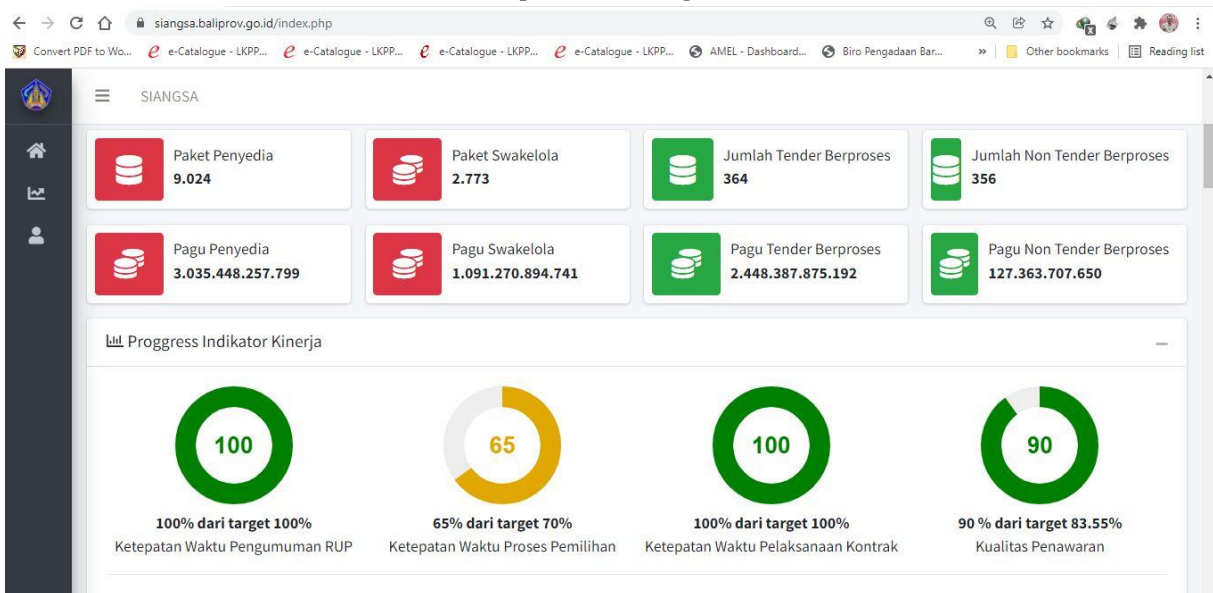 siangsa.baliprov.go.id/index.php
Convert PDF to Wo... e-Catalogue - LKPP... e-Catalogue - LKPP... e-Catalogue - LKPP... e-Catalogue - LKPP... AMEL - Dashboard... Biro Pengadaan Bar... » Other bookmarks Reading list
SIANGSA
Paket Penyedia
9.024
Paket Swakelola
2.773
Jumlah Tender Berproses
364
Jumlah Non Tender Berproses
356
Pagu Penyedia
3.035.448.257.799
Pagu Swakelola
1.091.270.894.741
Pagu Tender Berproses
2.448.387.875.192
Pagu Non Tender Berproses
127.363.707.650
Proggress Indikator Kinerja
100
100% dari target 100%
Ketepatan Waktu Pengumuman RUP
65
65% dari target 70%
Ketepatan Waktu Proses Pemilihan
100
100% dari target 100%
Ketepatan Waktu Pelaksanaan Kontrak
90
90 % dari target 83.55%
Kualitas Penawaran